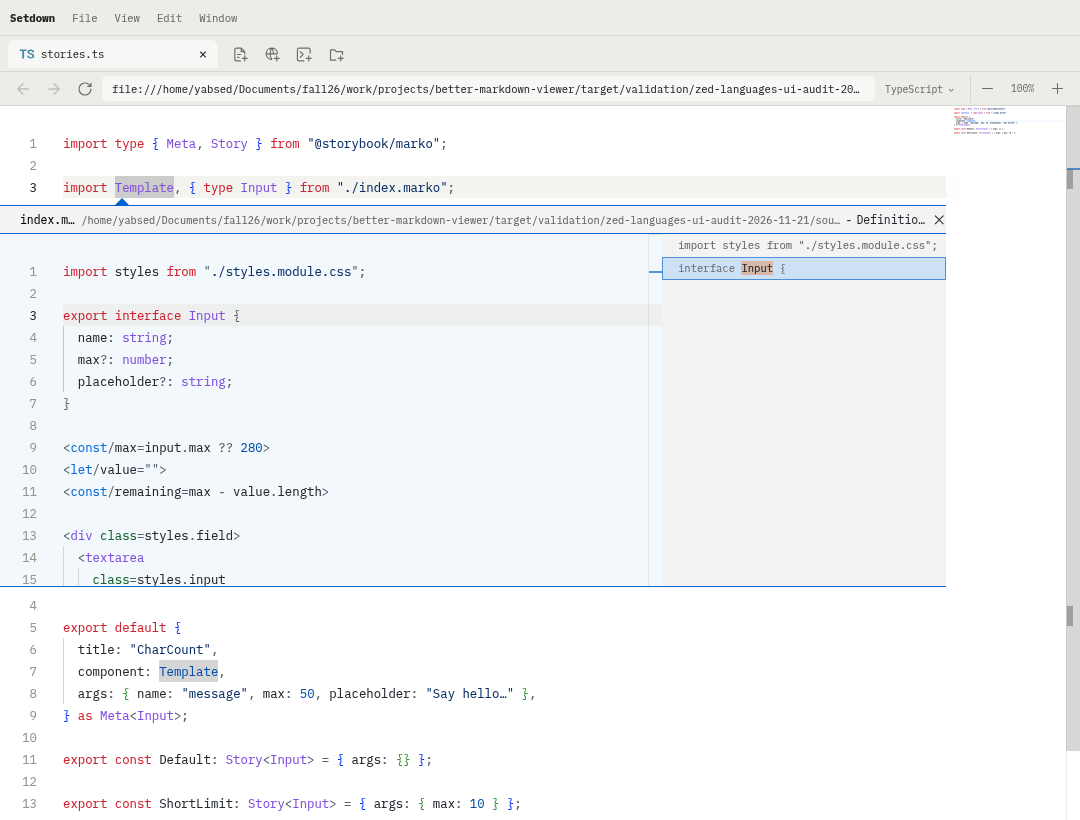 Setdown File View Edit Window
TS stories.ts ×
file:///home/yabsed/Documents/fall26/work/projects/better-markdown-viewer/target/validation/zed-languages-ui-audit-20… TypeScript 100%
1 import type { Meta, Story } from "@storybook/marko";
2
3 import Template, { type Input } from "./index.marko";
index.m… /home/yabsed/Documents/fall26/work/projects/better-markdown-viewer/target/validation/zed-languages-ui-audit-2026-11-21/sou… - Definitio…
import styles from "./styles.module.css";
interface Input {
1 import styles from "./styles.module.css";
2
3 export interface Input {
4 name: string;
5 max?: number;
6 placeholder?: string;
7 }
8
9 <const/max=input.max ?? 280>
10 <let/value="">
11 <const/remaining=max - value.length>
12
13 <div class=styles.field>
14 <textarea
15 class=styles.input
4
5 export default {
6 title: "CharCount",
7 component: Template,
8 args: { name: "message", max: 50, placeholder: "Say hello…" },
9 } as Meta<Input>;
10
11 export const Default: Story<Input> = { args: {} };
12
13 export const ShortLimit: Story<Input> = { args: { max: 10 } };